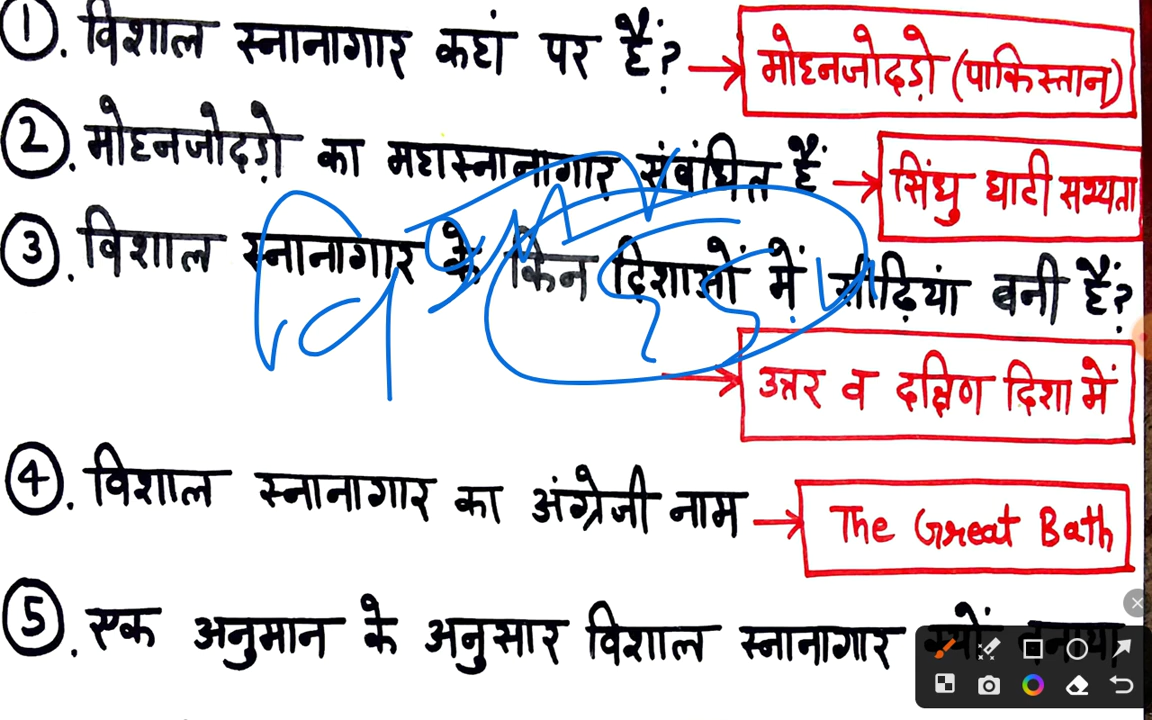 1. विशाल स्नानागार कहां पर हैं? → मोहनजोदड़ो (पाकिस्तान)
2. मोहनजोदड़ो का महास्नानागार संबंधित हैं → सिंधु घाटी सभ्यता
3. विशाल स्नानागार के किन दिशाओं में सीढ़ियां बनी हैं?
→ उत्तर व दक्षिण दिशा में
4. विशाल स्नानागार का अंग्रेजी नाम → The Great Bath
5. एक अनुमान के अनुसार विशाल स्नानागार क्यों बनाया